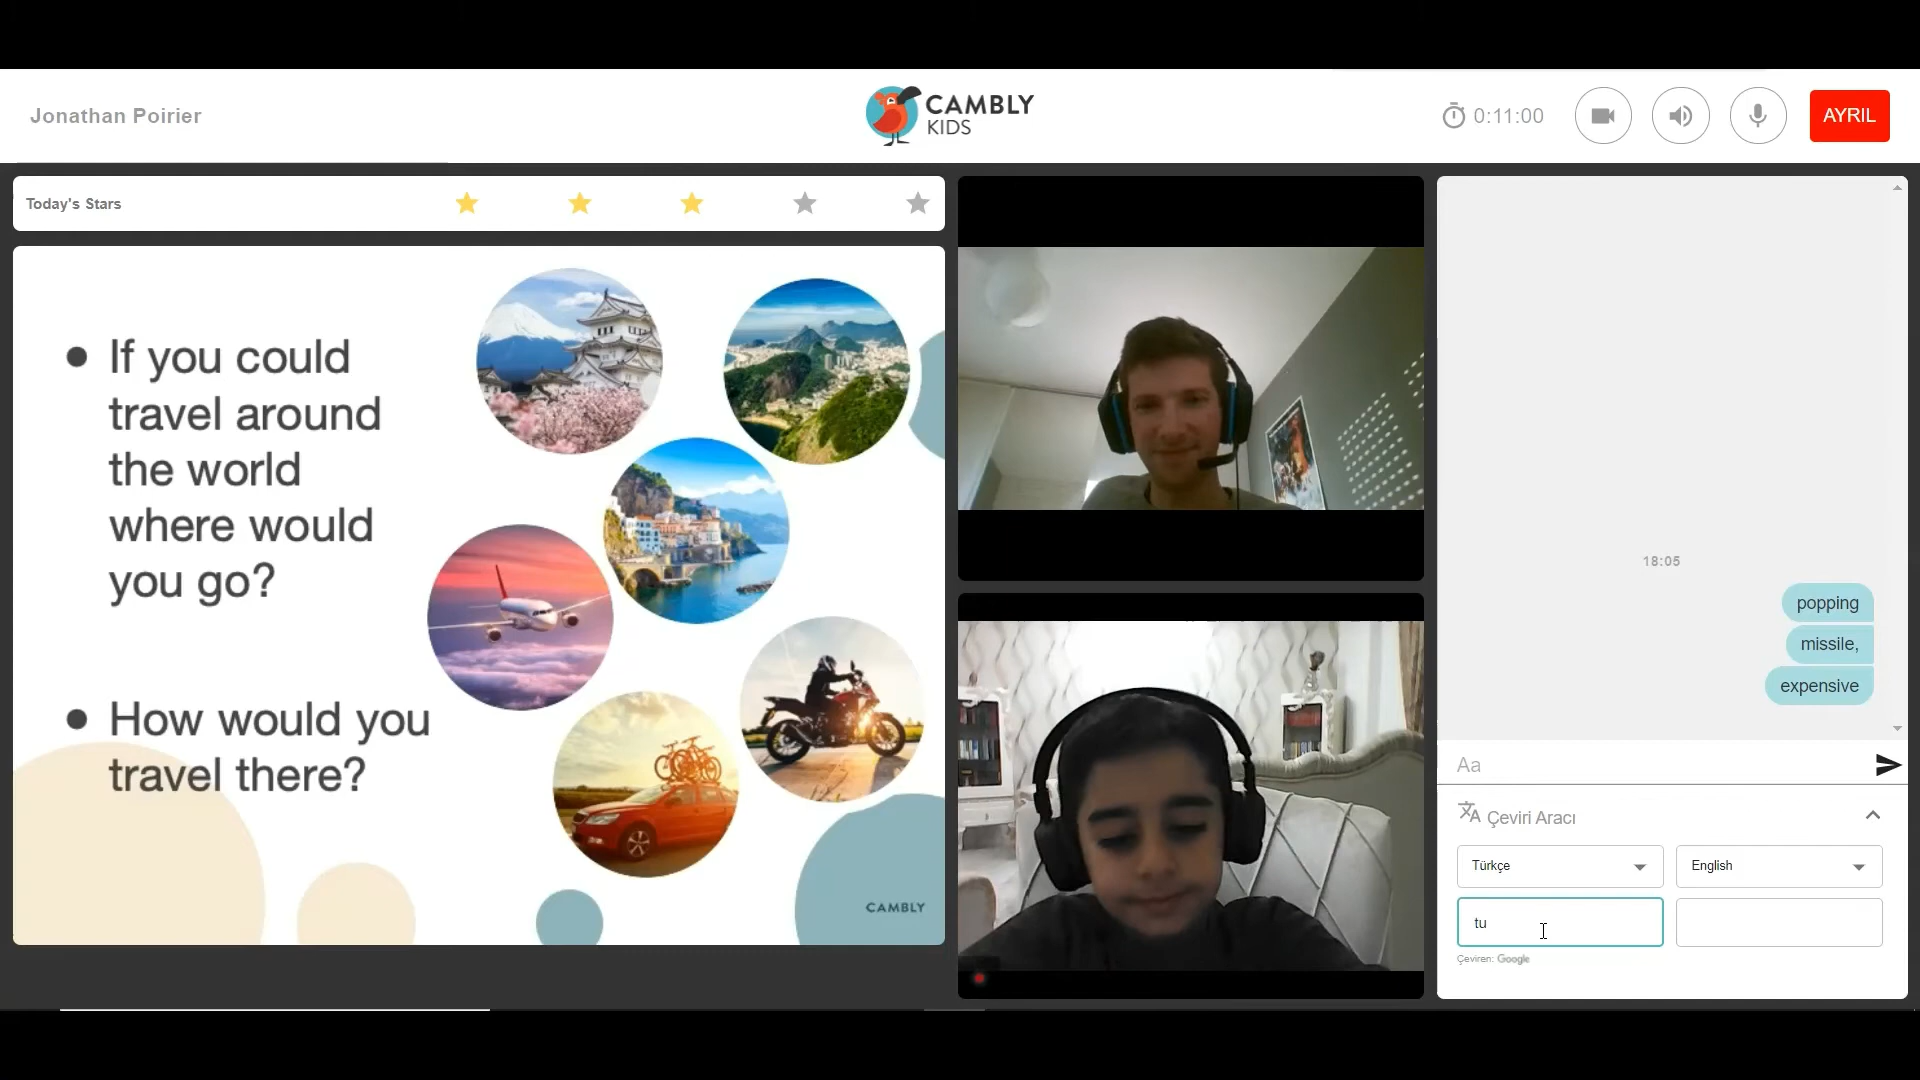 Jonathan Poirier
CAMBLY
KIDS
0:11:00
AYRIL
Today's Stars
If you could
travel around
the world
where would
you go?
How would you
travel there?
CAMBLY
18:05
popping
missile,
expensive
Aa
Çeviri Aracı
Türkçe
English
tu
Çeviren: Google